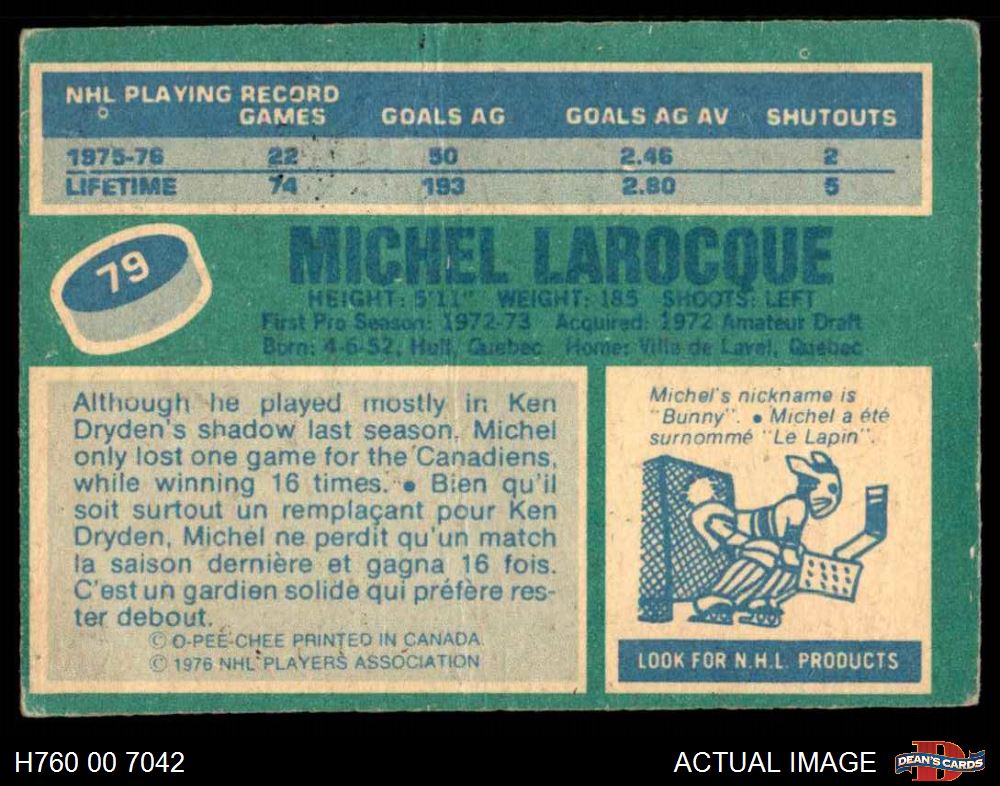 NHL PLAYING RECORD
GAMES GOALS AG GOALS AG AV SHUTOUTS
1975-76 22 50 2.46 2
LIFETIME 74 193 2.80 5
79
MICHEL LAROCQUE
HEIGHT: 5'11" WEIGHT: 185 SHOOTS: LEFT
First Pro Season: 1972-73 Acquired: 1972 Amateur Draft
Born: 4-6-52, Hull, Quebec Home: Ville de Laval, Quebec
Although he played mostly in Ken
Dryden's shadow last season, Michel
only lost one game for the Canadiens,
while winning 16 times. • Bien qu'il
soit surtout un remplaçant pour Ken
Dryden, Michel ne perdit qu'un match
la saison dernière et gagna 16 fois.
C'est un gardien solide qui préfère res-
ter debout.
© O-PEE-CHEE PRINTED IN CANADA
© 1976 NHL PLAYERS ASSOCIATION
Michel's nickname is
"Bunny". • Michel a été
surnommé "Le Lapin".
LOOK FOR N.H.L. PRODUCTS
H760 00 7042
ACTUAL IMAGE
D
DEAN'S CARDS